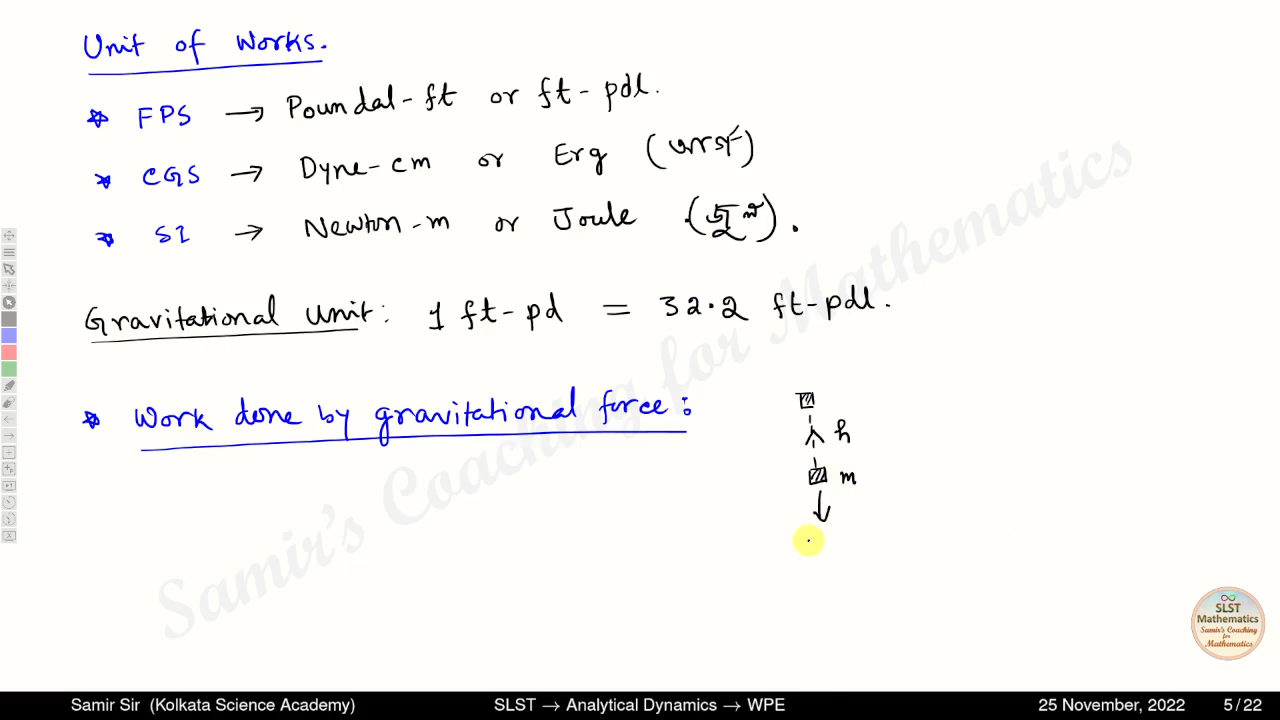 Unit of Works.
☆ FPS → Poundal-ft or ft-pdl.
☆ CGS → Dyne-cm or Erg (আর্গ)
☆ SI → Newton-m or Joule (জুল).
Gravitational Unit: 1 ft-pd = 32.2 ft-pdl.
☆ Work done by gravitational force:
h
m
Samir's Coaching for Mathematics
SLST
Mathematics
Samir's Coaching
for
Mathematics
Samir Sir (Kolkata Science Academy) SLST → Analytical Dynamics → WPE 25 November, 2022 5/22